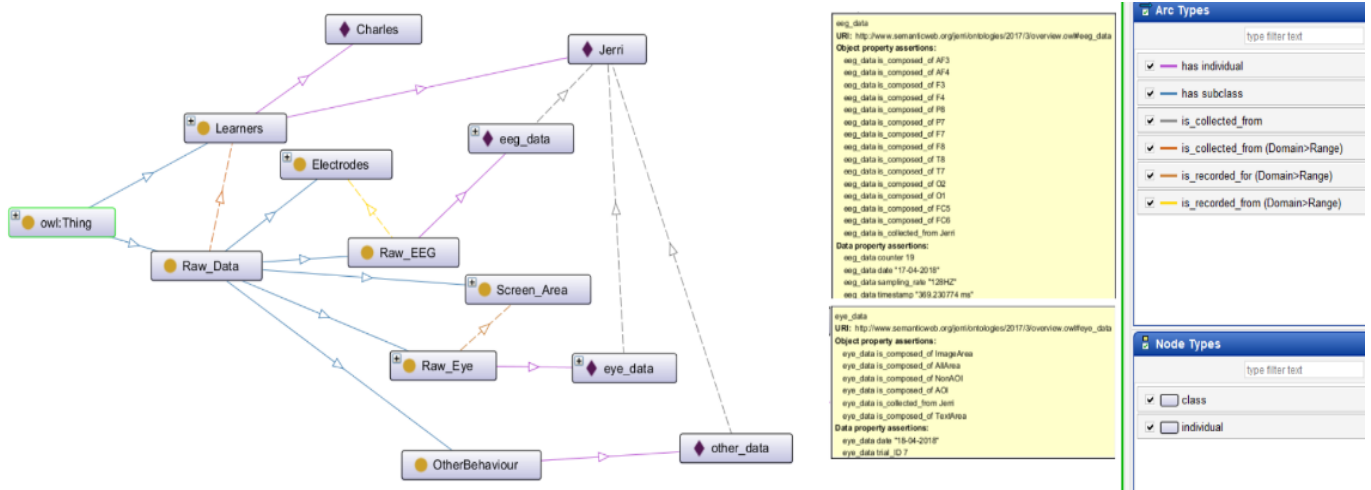 Charles
Jerri
Learners
eeg_data
Electrodes
owl:Thing
Raw_EEG
Raw_Data
Screen_Area
Raw_Eye
eye_data
other_data
OtherBehaviour
eeg_data
URI: http://www.semanticweb.org/jerri/ontologies/2017/3/overview.owl#eeg_data
Object property assertions:
eeg_data is_composed_of AF3
eeg_data is_composed_of AF4
eeg_data is_composed_of F3
eeg_data is_composed_of F4
eeg_data is_composed_of P8
eeg_data is_composed_of P7
eeg_data is_composed_of F7
eeg_data is_composed_of F8
eeg_data is_composed_of T8
eeg_data is_composed_of T7
eeg_data is_composed_of O2
eeg_data is_composed_of O1
eeg_data is_composed_of FC5
eeg_data is_composed_of FC6
eeg_data is_collected_from Jerri
Data property assertions:
eeg_data counter 19
eeg_data date "17-04-2018"
eeg_data sampling_rate "128HZ"
eeg_data timestamp "369.230774 ms"
eye_data
URI: http://www.semanticweb.org/jerri/ontologies/2017/3/overview.owl#eye_data
Object property assertions:
eye_data is_composed_of ImageArea
eye_data is_composed_of AllArea
eye_data is_composed_of NonAOI
eye_data is_composed_of AOI
eye_data is_collected_from Jerri
eye_data is_composed_of TextArea
Data property assertions:
eye_data date "18-04-2018"
eye_data trial_ID 7
Arc Types
type filter text
has individual
has subclass
is_collected_from
is_collected_from (Domain>Range)
is_recorded_for (Domain>Range)
is_recorded_from (Domain>Range)
Node Types
type filter text
class
individual